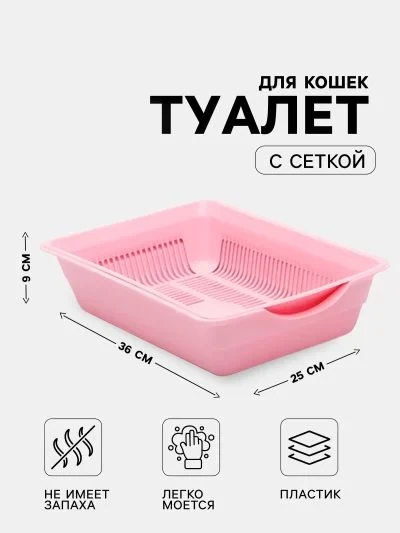 ДЛЯ КОШЕК
ТУАЛЕТ
С СЕТКОЙ
9 СМ
36 СМ
25 СМ
НЕ ИМЕЕТ
ЗАПАХА
ЛЕГКО
МОЕТСЯ
ПЛАСТИК